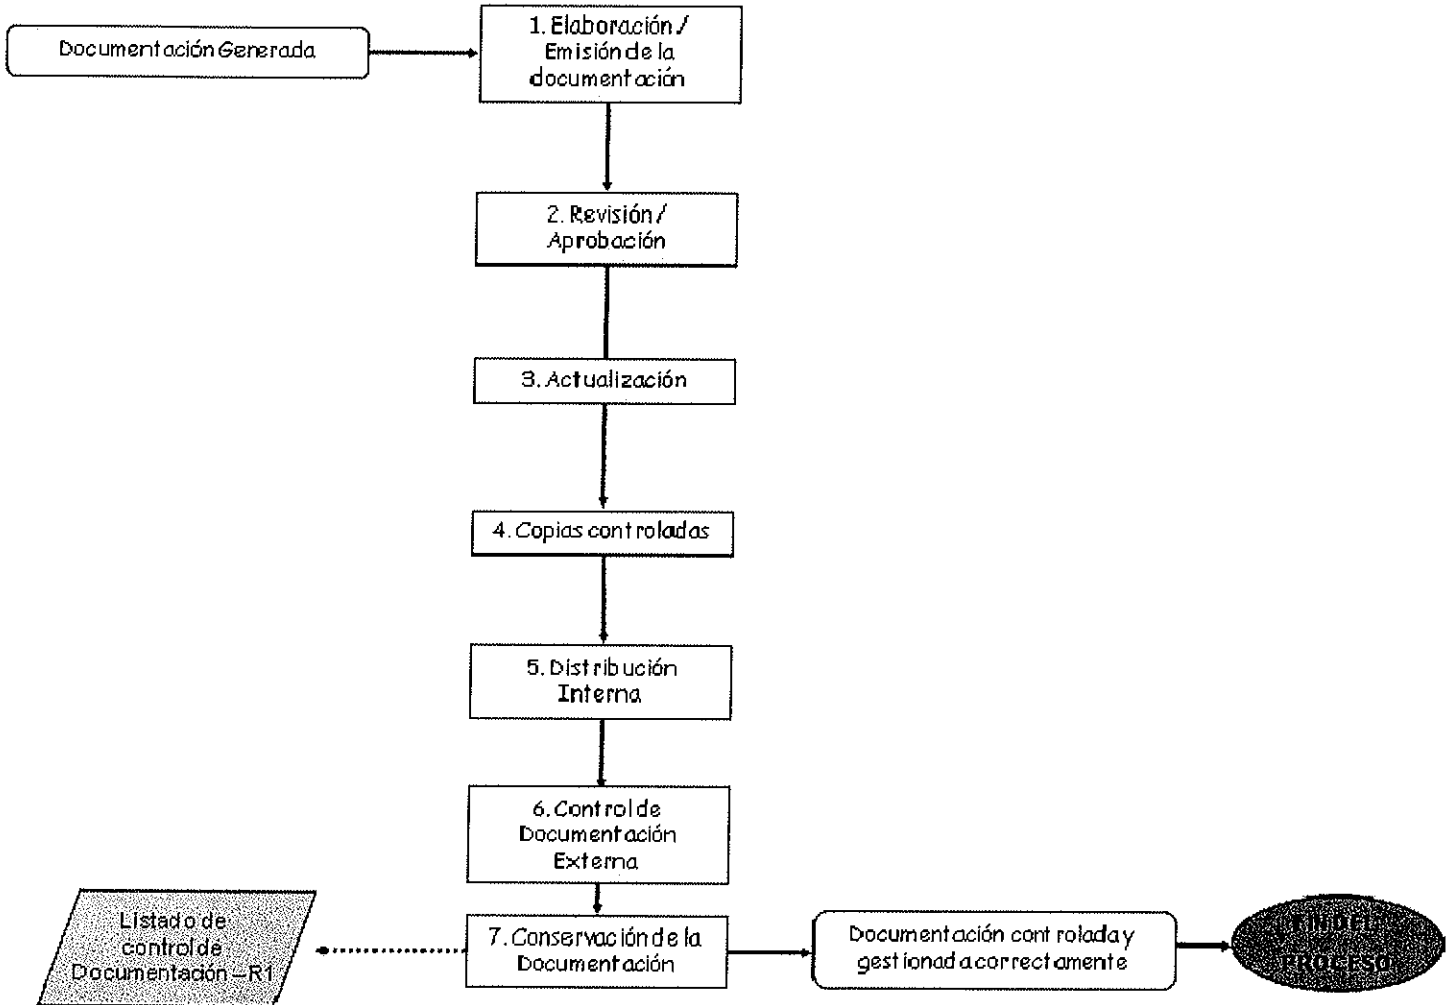 Documentación Generada
1. Elaboración /
Emisión de la
documentación
2. Revisión /
Aprobación
3. Actualización
4. Copias controladas
5. Distribución
Interna
6. Control de
Documentación
Externa
7. Conservación de la
Documentación
Listado de
control de
Documentación – R1
Documentación controlada y
gestionada correctamente
FIN DEL
PROCESO